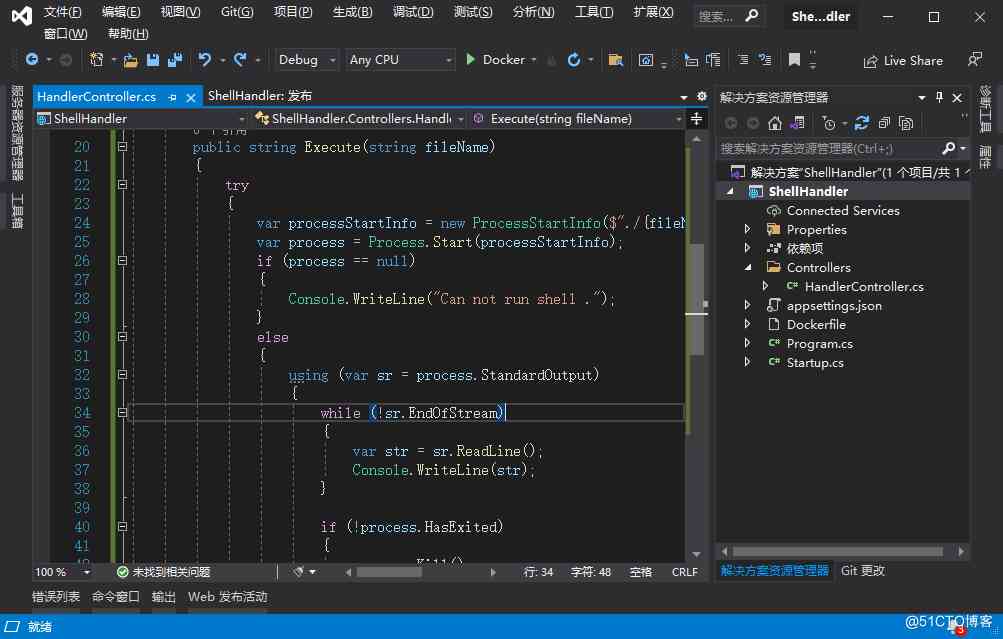 文件(F) 编辑(E) 视图(V) Git(G) 项目(P) 生成(B) 调试(D) 测试(S) 分析(N) 工具(T) 扩展(X) 搜索... She...dler
窗口(W) 帮助(H)
Debug Any CPU Docker Live Share
服务器资源管理器
工具箱
HandlerController.cs ShellHandler: 发布
ShellHandler ShellHandler.Controllers.Handl Execute(string fileName)
20 public string Execute(string fileName)
21 {
22 try
23 {
24 var processStartInfo = new ProcessStartInfo($"./{fileN
25 var process = Process.Start(processStartInfo);
26 if (process == null)
27 {
28 Console.WriteLine("Can not run shell .");
29 }
30 else
31 {
32 using (var sr = process.StandardOutput)
33 {
34 while (!sr.EndOfStream)
35 {
36 var str = sr.ReadLine();
37 Console.WriteLine(str);
38 }
39
40 if (!process.HasExited)
41 {
100 % 未找到相关问题 行: 34 字符: 48 空格 CRLF
错误列表 命令窗口 输出 Web 发布活动
就绪
解决方案资源管理器
搜索解决方案资源管理器(Ctrl+;)
解决方案"ShellHandler"(1 个项目/共 1
ShellHandler
Connected Services
Properties
依赖项
Controllers
C# HandlerController.cs
appsettings.json
Dockerfile
C# Program.cs
C# Startup.cs
解决方案资源管理器 Git 更改
诊断工具
属性
3
@51CTO博客